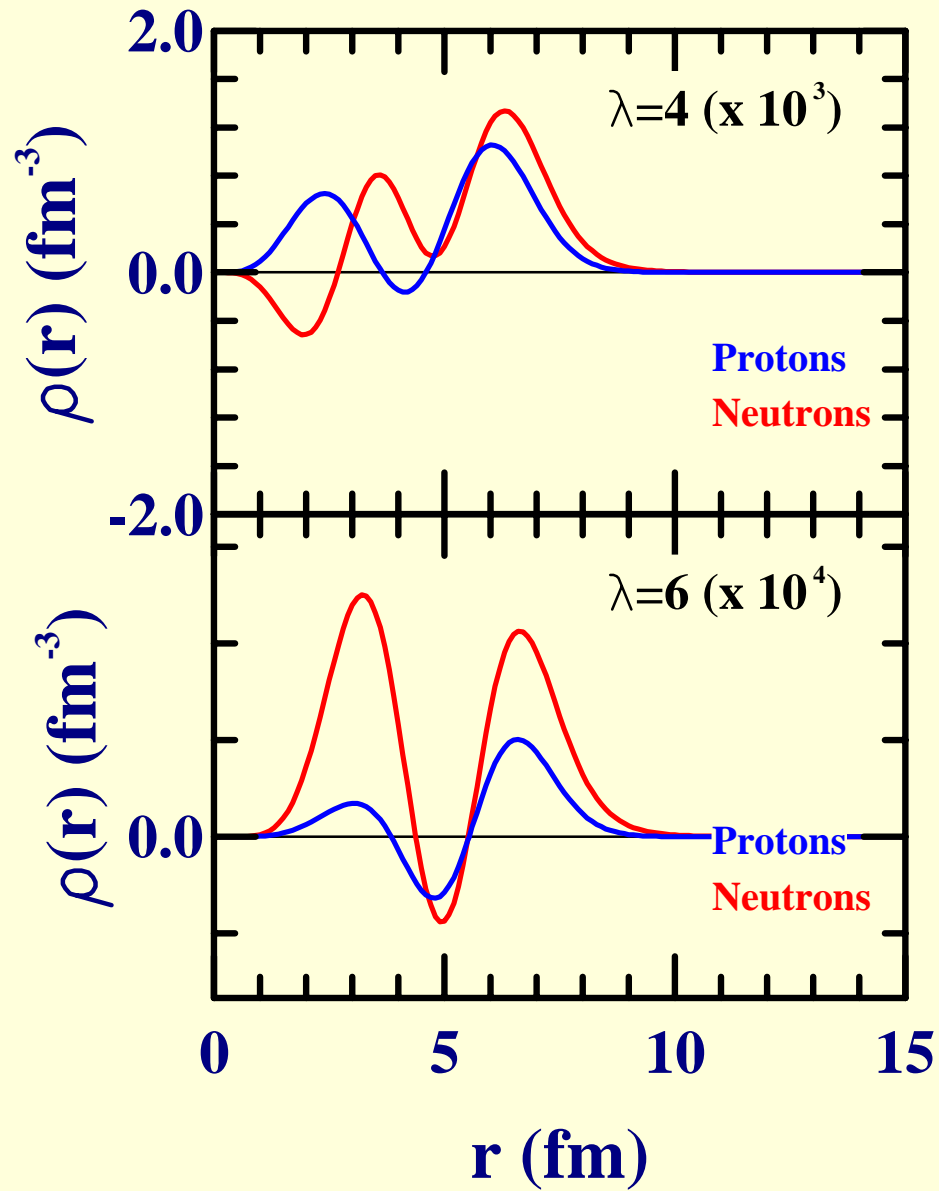 2.0
λ=4 (x 10³)
ρ(r) (fm⁻³)
0.0
Protons
Neutrons
-2.0
λ=6 (x 10⁴)
ρ(r) (fm⁻³)
0.0
Protons
Neutrons
0 5 10 15
r (fm)